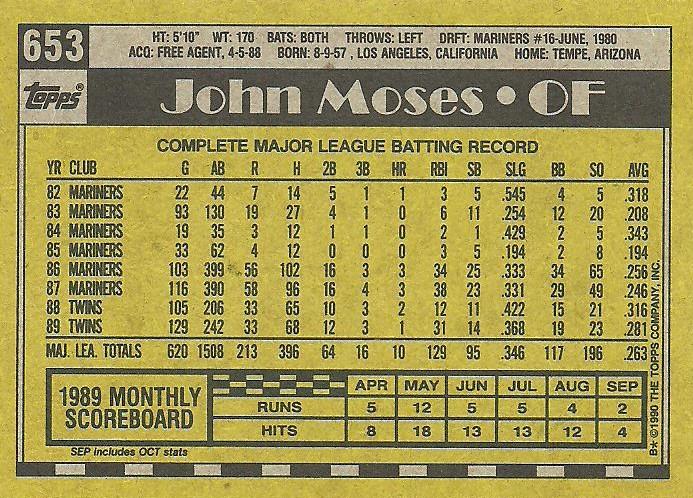 653 HT: 5'10" WT: 170 BATS: BOTH THROWS: LEFT DRFT: MARINERS #16-JUNE, 1980
ACQ: FREE AGENT, 4-5-88 BORN: 8-9-57 , LOS ANGELES, CALIFORNIA HOME: TEMPE, ARIZONA
topps® John Moses • OF
COMPLETE MAJOR LEAGUE BATTING RECORD
YR CLUB G AB R H 2B 3B HR RBI SB SLG BB SO AVG
82 MARINERS 22 44 7 14 5 1 1 3 5 .545 4 5 .318
83 MARINERS 93 130 19 27 4 1 0 6 11 .254 12 20 .208
84 MARINERS 19 35 3 12 1 1 0 2 1 .429 2 5 .343
85 MARINERS 33 62 4 12 0 0 0 3 5 .194 2 8 .194
86 MARINERS 103 399 56 102 16 3 3 34 25 .333 34 65 .256
87 MARINERS 116 390 58 96 16 4 3 38 23 .331 29 49 .246
88 TWINS 105 206 33 65 10 3 2 12 11 .422 15 21 .316
89 TWINS 129 242 33 68 12 3 1 31 14 .368 19 23 .281
MAJ. LEA. TOTALS 620 1508 213 396 64 16 10 129 95 .346 117 196 .263
1989 MONTHLY SCOREBOARD
APR MAY JUN JUL AUG SEP
RUNS 5 12 5 5 4 2
HITS 8 18 13 13 12 4
SEP includes OCT stats
B* ©1990 THE TOPPS COMPANY, INC.